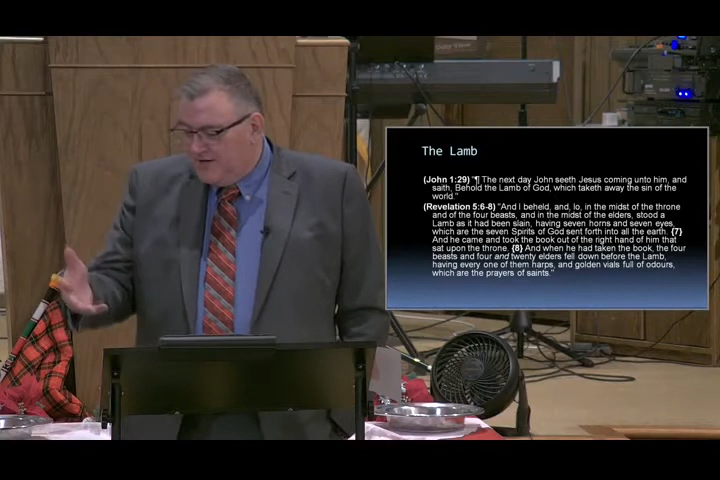 The Lamb
(John 1:29) "¶ The next day John seeth Jesus coming unto him, and
saith, Behold the Lamb of God, which taketh away the sin of the
world."
(Revelation 5:6-8) "And I beheld, and, lo, in the midst of the throne
and of the four beasts, and in the midst of the elders, stood a
Lamb as it had been slain, having seven horns and seven eyes,
which are the seven Spirits of God sent forth into all the earth. {7}
And he came and took the book out of the right hand of him that
sat upon the throne. {8} And when he had taken the book, the four
beasts and four and twenty elders fell down before the Lamb,
having every one of them harps, and golden vials full of odours,
which are the prayers of saints."